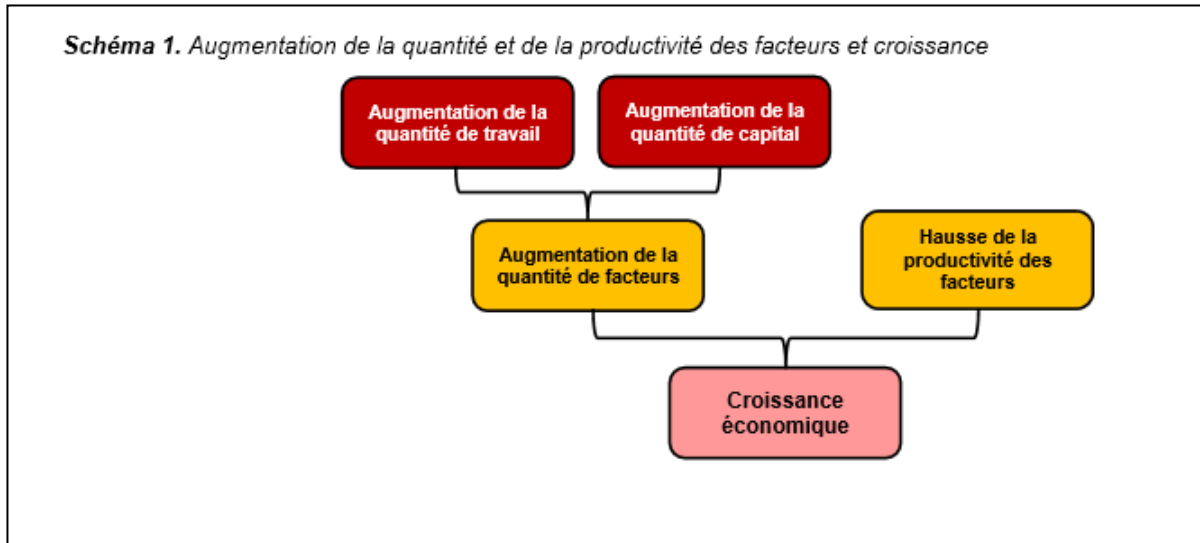 Schéma 1. Augmentation de la quantité et de la productivité des facteurs et croissance
Augmentation de la
quantité de travail
Augmentation de la
quantité de capital
Augmentation de la
quantité de facteurs
Hausse de la
productivité des
facteurs
Croissance
économique